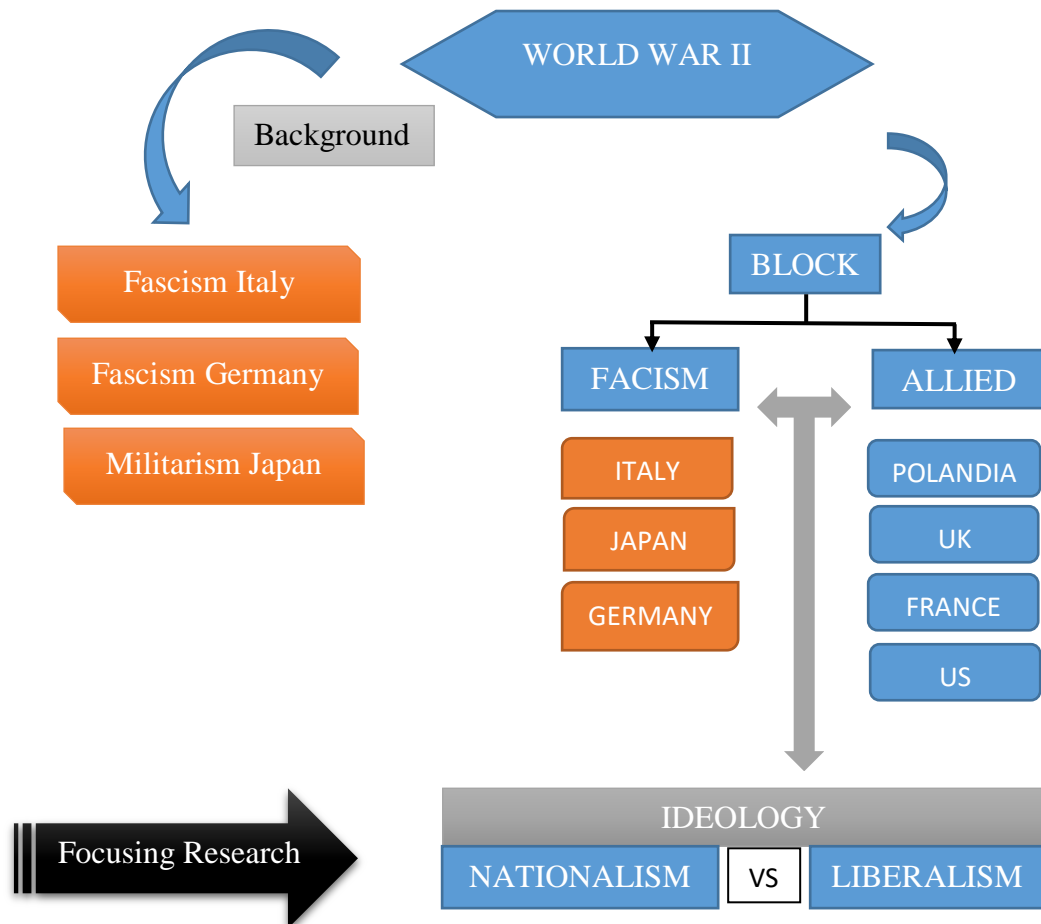 WORLD WAR II
Background
Fascism Italy
Fascism Germany
Militarism Japan
BLOCK
FACISM
ALLIED
ITALY
JAPAN
GERMANY
POLANDIA
UK
FRANCE
US
Focusing Research
IDEOLOGY
NATIONALISM
VS
LIBERALISM